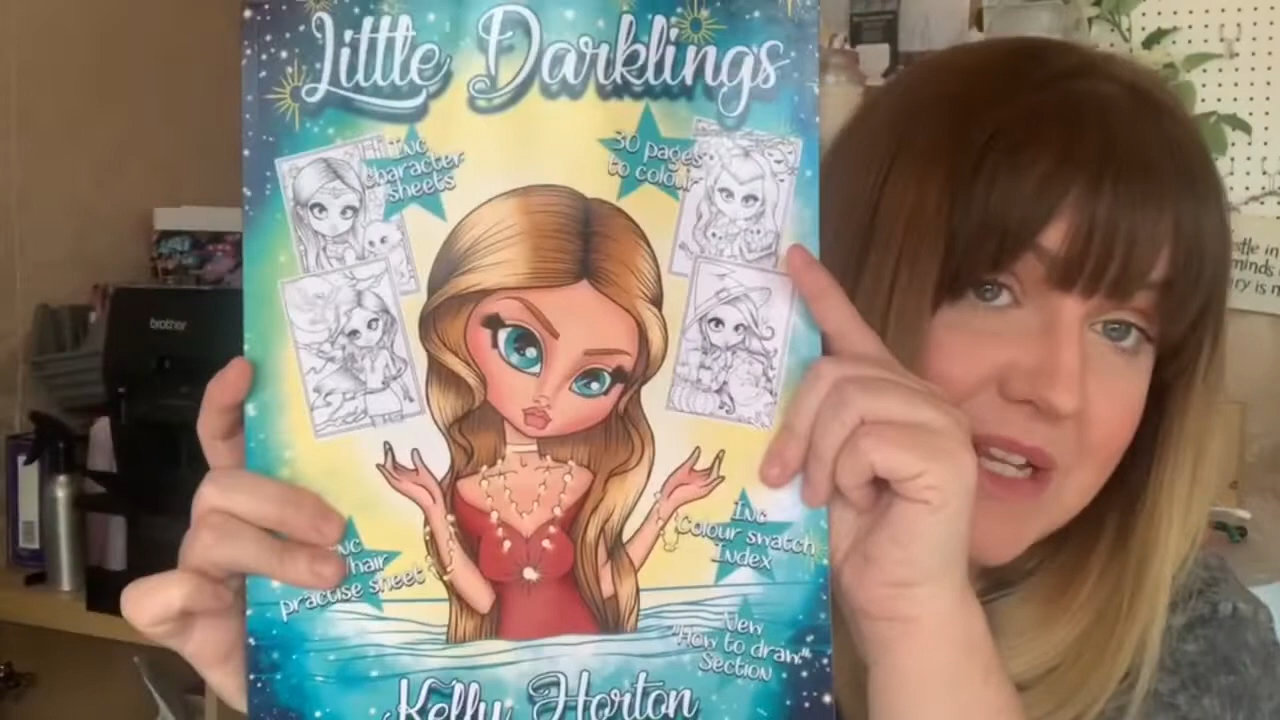 Little Darklings
Inc
character
sheets
30 pages
to colour
brother
Inc
Colour swatch
Index
/hair
practise sheet
New
"How to draw"
Section
Kelly Horton
minds